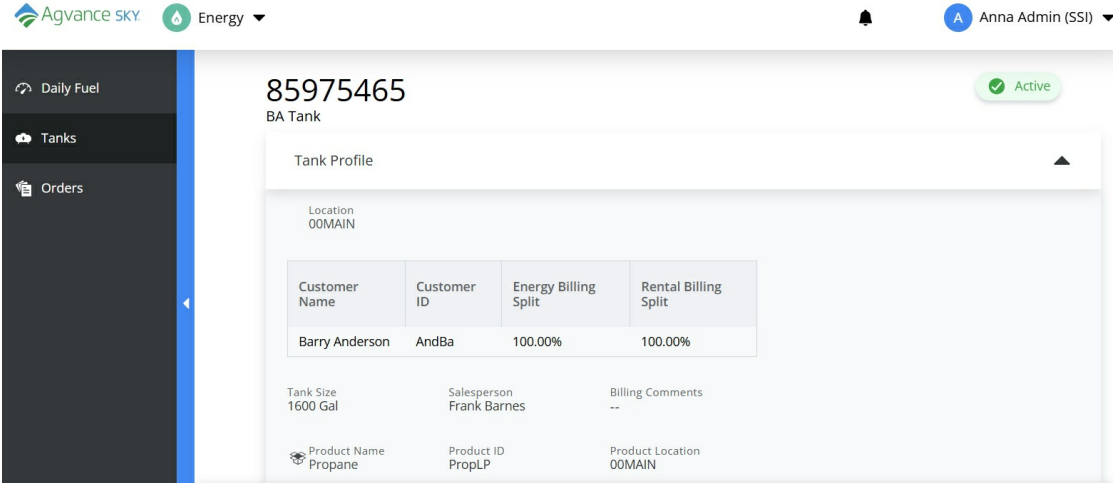 Agvance SKY
Energy
A
Anna Admin (SSI)
Daily Fuel
Tanks
Orders
85975465
BA Tank
Active
Tank Profile
Location
00MAIN
Customer Name Customer ID Energy Billing Split Rental Billing Split
Barry Anderson AndBa 100.00% 100.00%
Tank Size Salesperson Billing Comments
1600 Gal Frank Barnes --
Product Name Product ID Product Location
Propane PropLP 00MAIN